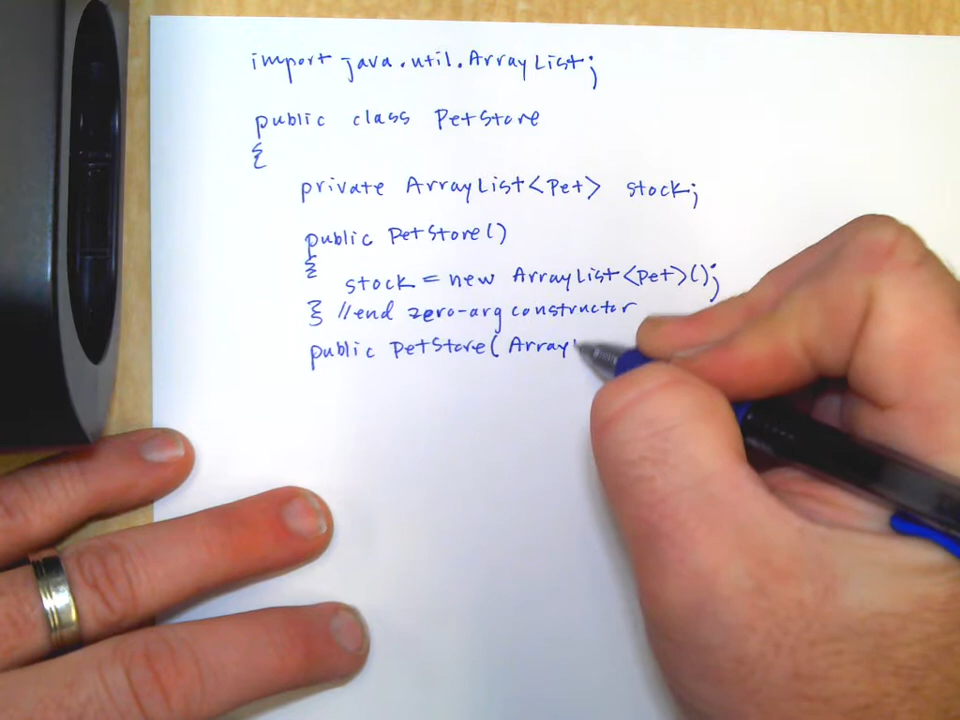 import java.util.ArrayList;
public class PetStore
{
private ArrayList<Pet> stock;
public PetStore()
{
stock = new ArrayList<Pet>();
} //end zero-arg constructor
public PetStore( Array